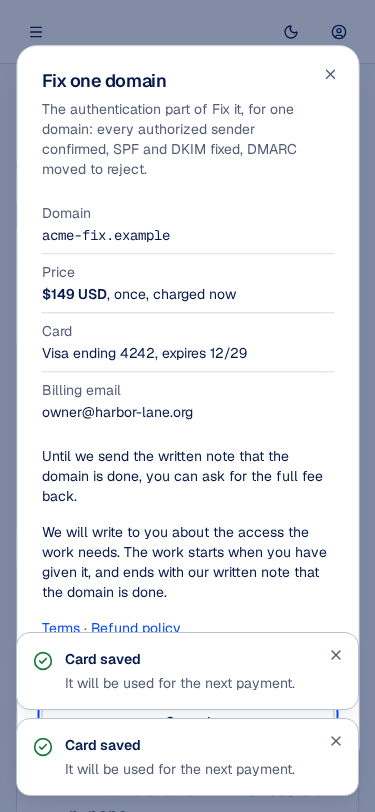 Fix one domain
The authentication part of Fix it, for one
domain: every authorized sender
confirmed, SPF and DKIM fixed, DMARC
moved to reject.
Domain
acme-fix.example
Price
$149 USD, once, charged now
Card
Visa ending 4242, expires 12/29
Billing email
owner@harbor-lane.org
Until we send the written note that the
domain is done, you can ask for the full fee
back.
We will write to you about the access the
work needs. The work starts when you have
given it, and ends with our written note that
the domain is done.
Terms · Refund policy
Card saved
It will be used for the next payment.
Card saved
It will be used for the next payment.